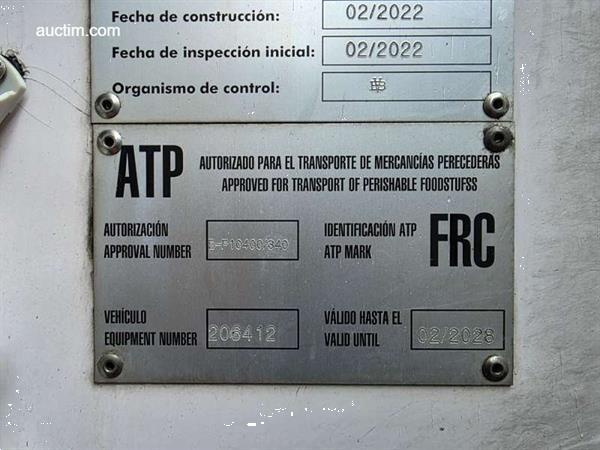 auctim.com
Fecha de construcción: 02/2022
Fecha de inspección inicial: 02/2022
Organismo de control:
ATP AUTORIZADO PARA EL TRANSPORTE DE MERCANCÍAS PERECEDERAS
APPROVED FOR TRANSPORT OF PERISHABLE FOODSTUFSS
AUTORIZACIÓN
APPROVAL NUMBER
IDENTIFICACIÓN ATP
ATP MARK
FRC
VEHÍCULO
EQUIPMENT NUMBER 206412
VÁLIDO HASTA EL
VALID UNTIL 02/2028